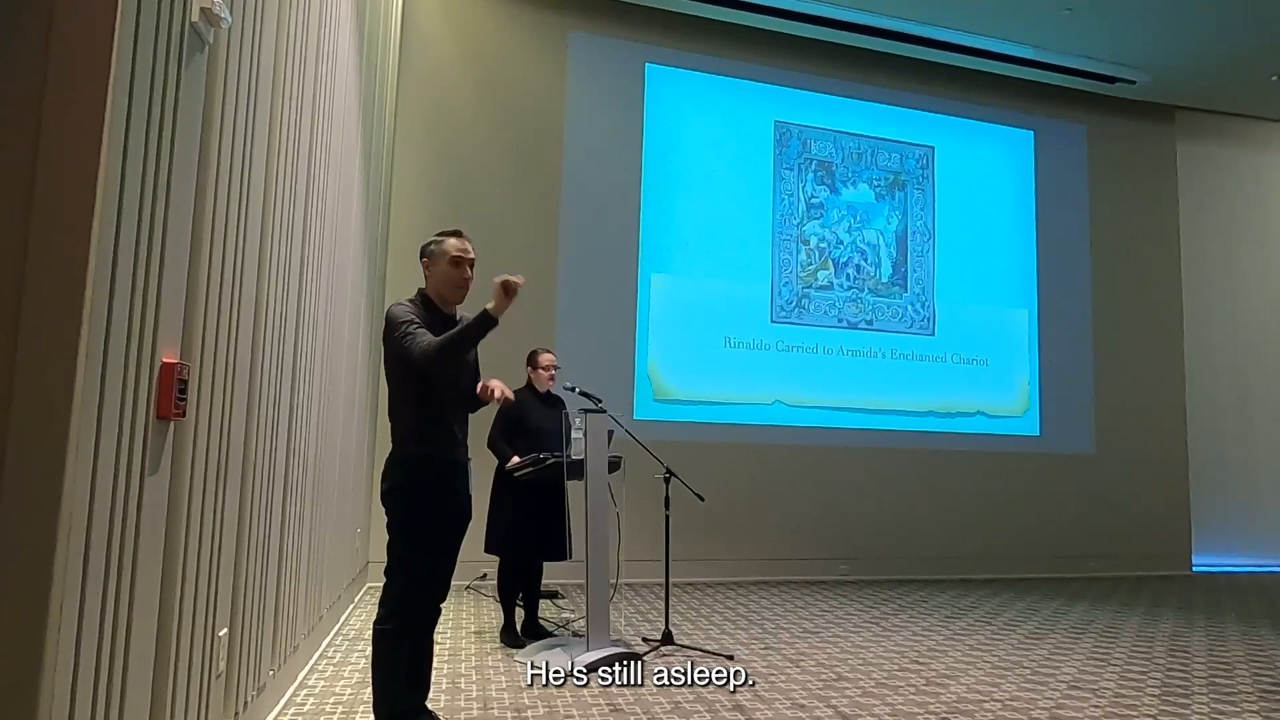 Rinaldo Carried to Armida's Enchanted Chariot
He's still asleep.